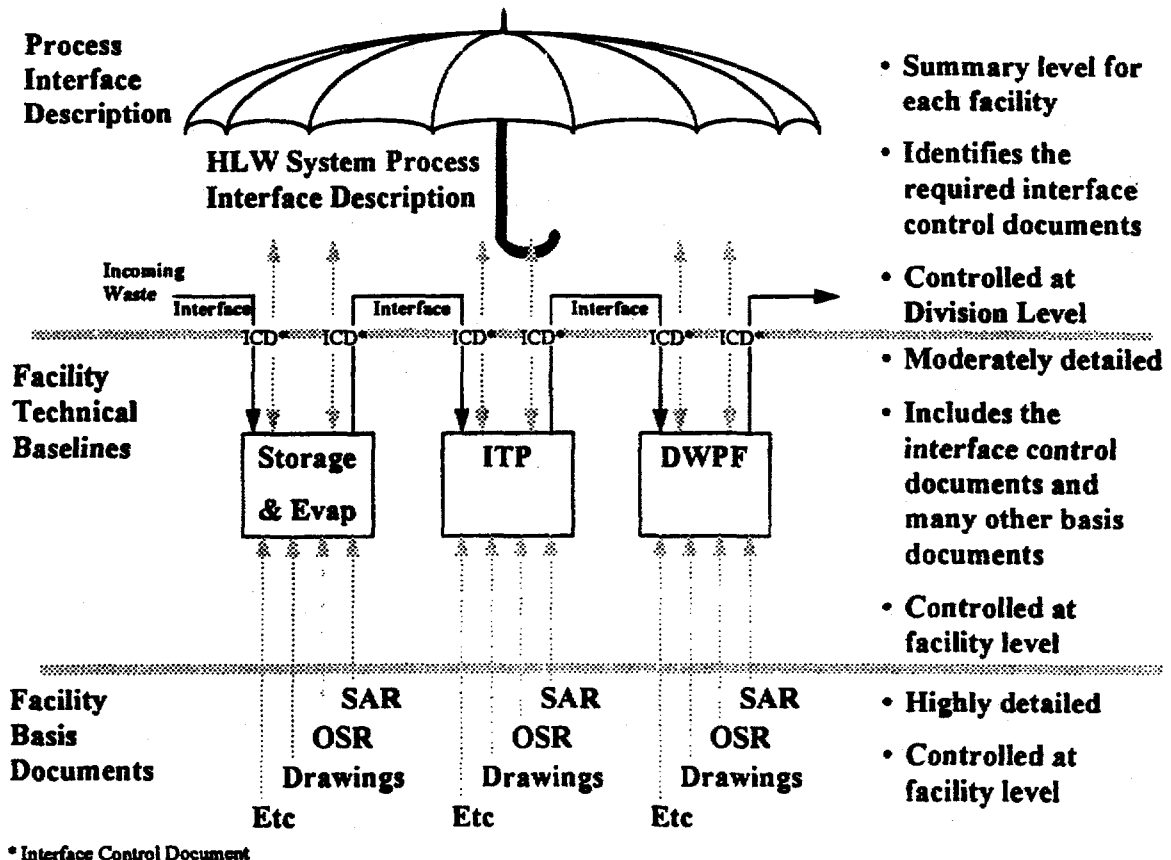 Process
Interface
Description
HLW System Process
Interface Description
• Summary level for
each facility
• Identifies the
required interface
control documents
• Controlled at
Division Level
Incoming
Waste
Interface
Interface
Interface
ICD*
ICD*
ICD*
ICD*
ICD*
ICD*
Facility
Technical
Baselines
Storage
& Evap
ITP
DWPF
• Moderately detailed
• Includes the
interface control
documents and
many other basis
documents
• Controlled at
facility level
Facility
Basis
Documents
SAR
OSR
Drawings
Etc
SAR
OSR
Drawings
Etc
SAR
OSR
Drawings
Etc
• Highly detailed
• Controlled at
facility level
* Interface Control Document